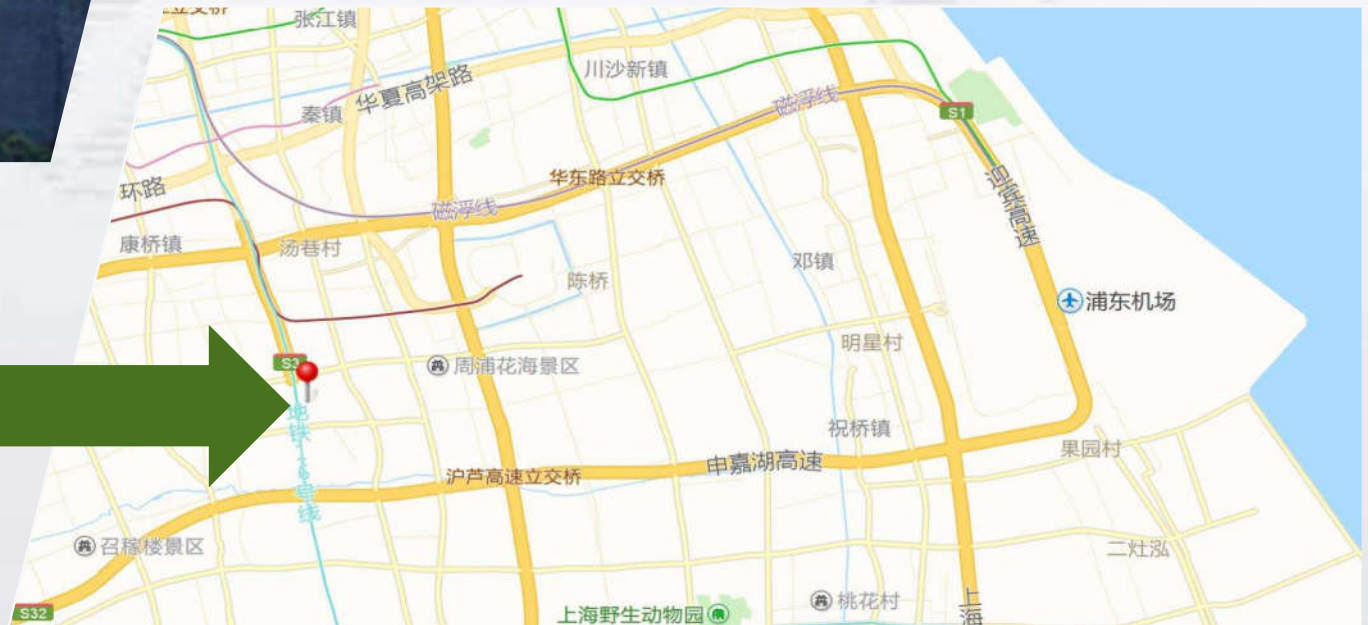 立交桥
张江镇
川沙新镇
华夏高架路
秦镇
磁浮线
S1
华东路立交桥
迎宾高速
环路
磁浮线
康桥镇
汤巷村
邓镇
陈桥
浦东机场
明星村
S3
周浦花海景区
地铁16号线
祝桥镇
果园村
申嘉湖高速
沪芦高速立交桥
召稼楼景区
二灶泓
桃花村
上海
S32
上海野生动物园